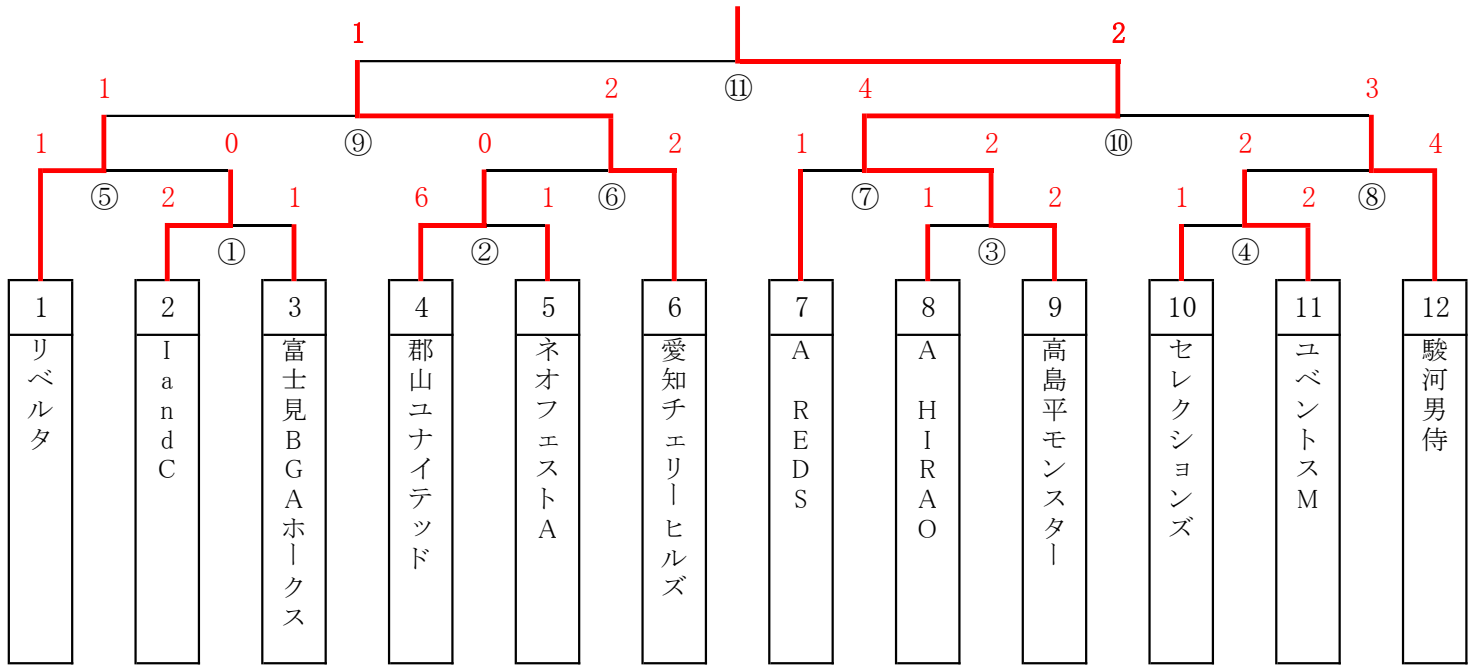 1 2
⑪
1 2 4 3
⑨ ⑩
1 0 0 2 1 2 2 4
⑤ ⑥ ⑦ ⑧
2 1 6 1 1 2 1 2
① ② ③ ④
1 2 3 4 5 6 7 8 9 10 11 12
リベルタ
IandC
富士見BGAホークス
郡山ユナイテッド
ネオフェストA
愛知チェリーヒルズ
A REDS
A HIRAO
高島平モンスター
セレクションズ
ユベントスM
駿河男侍